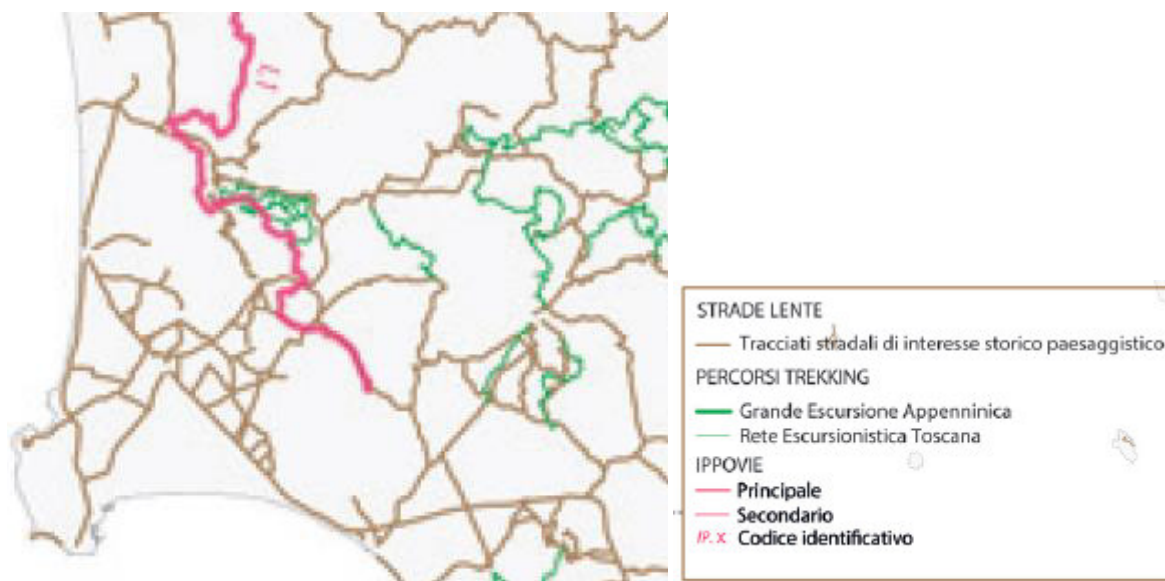 STRADE LENTE
Tracciati stradali di interesse storico paesaggistico
PERCORSI TREKKING
Grande Escursione Appenninica
Rete Escursionistica Toscana
IPPOVIE
Principale
Secondario
IP. X Codice identificativo